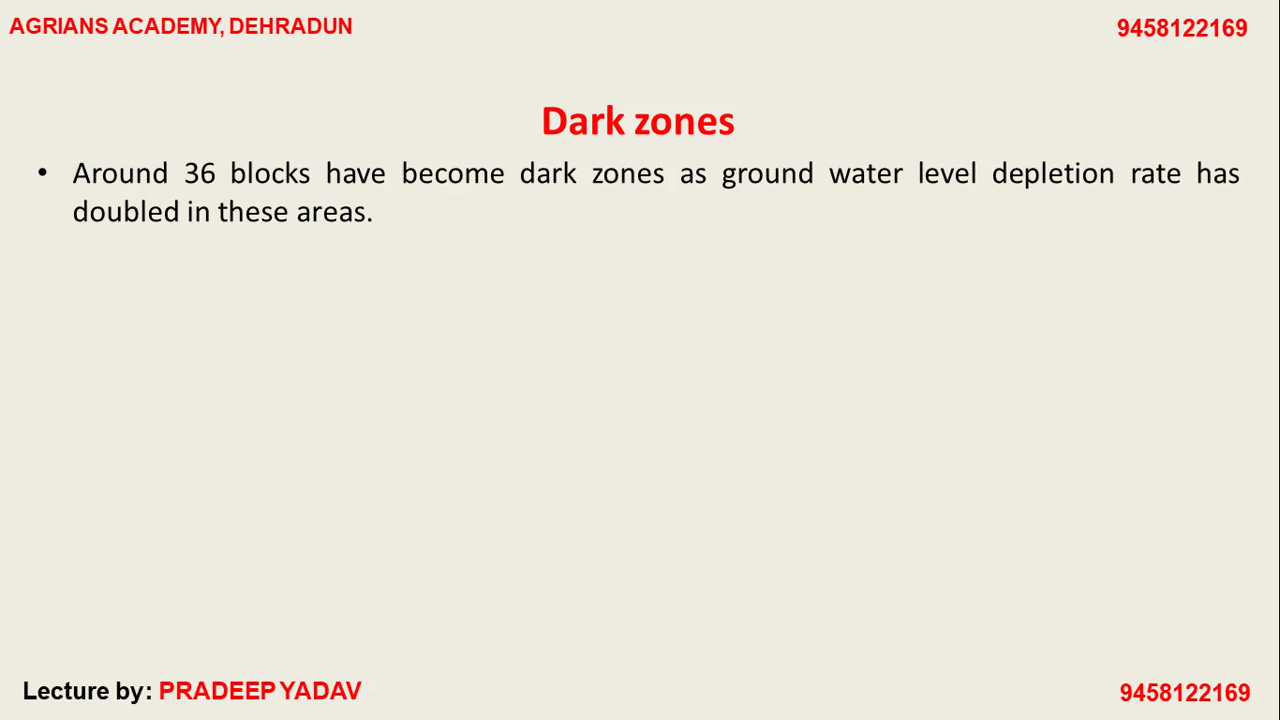 AGRIANS ACADEMY, DEHRADUN
9458122169
Dark zones
• Around 36 blocks have become dark zones as ground water level depletion rate has
doubled in these areas.
Lecture by: PRADEEP YADAV
9458122169